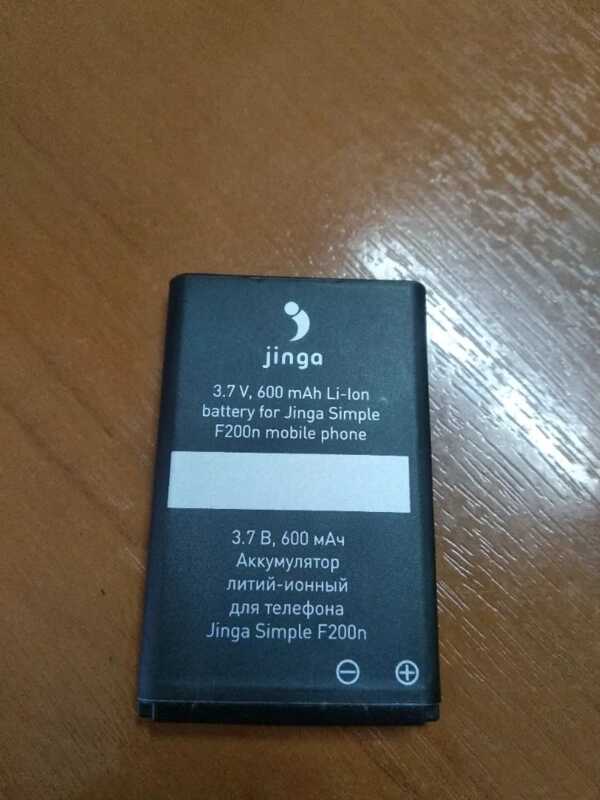 jinga
3.7 V, 600 mAh Li-Ion
battery for Jinga Simple
F200n mobile phone
3.7 В, 600 мАч
Аккумулятор
литий-ионный
для телефона
Jinga Simple F200n